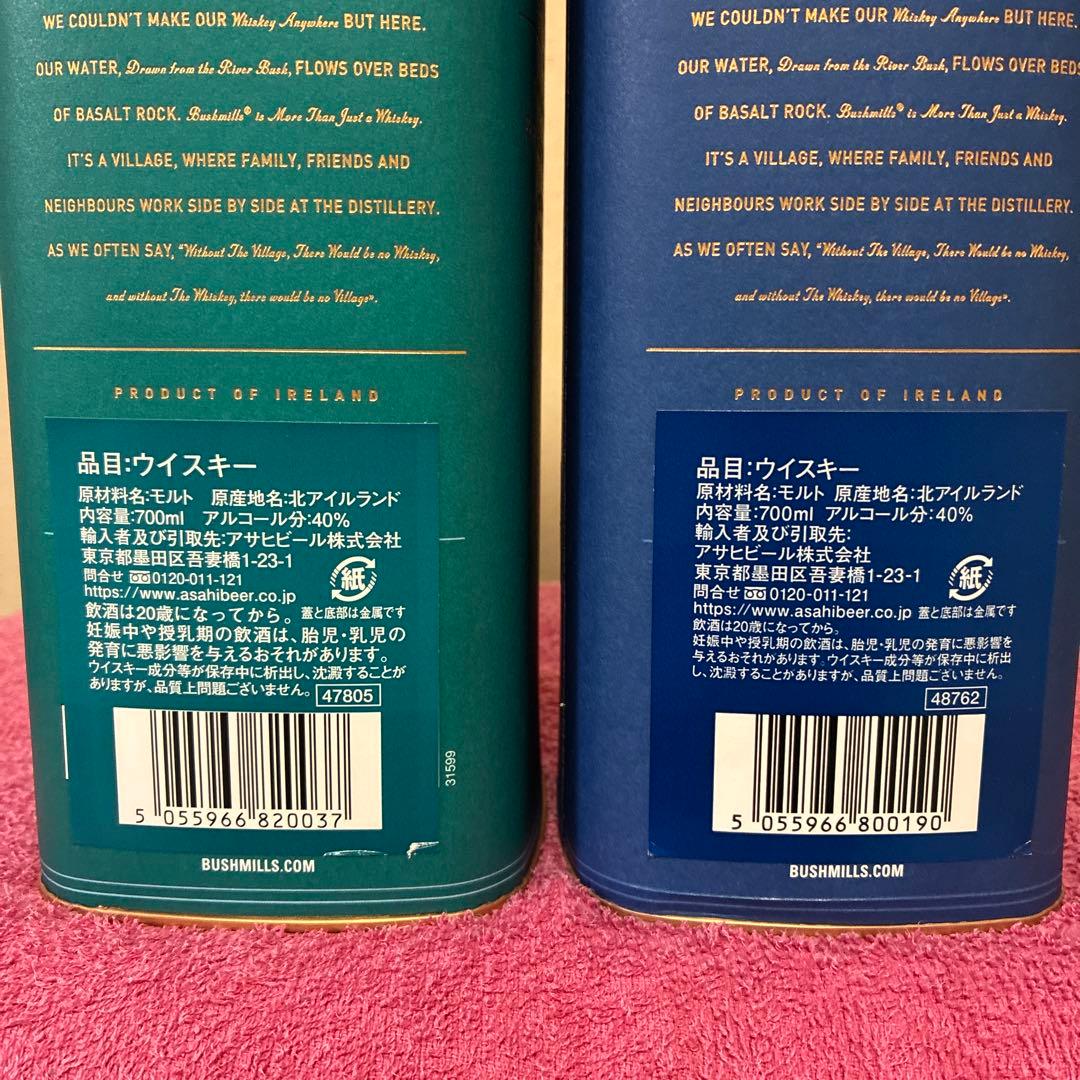 WE COULDN'T MAKE OUR Whiskey Anywhere BUT HERE.
OUR WATER, Drawn from the River Bush, FLOWS OVER BEDS
OF BASALT ROCK. Bushmills® is More Than Just a Whiskey.
IT'S A VILLAGE, WHERE FAMILY, FRIENDS AND
NEIGHBOURS WORK SIDE BY SIDE AT THE DISTILLERY.
AS WE OFTEN SAY, "Without The Village, There Would be no Whiskey,
and without The Whiskey, there would be no Village".
PRODUCT OF IRELAND
品目:ウイスキー
原材料名:モルト 原産地名:北アイルランド
内容量:700ml アルコール分:40%
輸入者及び引取先:アサヒビール株式会社
東京都墨田区吾妻橋1-23-1
問合せ 0120-011-121
https://www.asahibeer.co.jp
紙
蓋と底部は金属です
飲酒は20歳になってから。
妊娠中や授乳期の飲酒は、胎児・乳児の
発育に悪影響を与えるおそれがあります。
ウイスキー成分等が保存中に析出し、沈澱することが
ありますが、品質上問題ございません。 47805
31599
5 055966 820037
BUSHMILLS.COM
WE COULDN'T MAKE OUR Whiskey Anywhere BUT HERE.
OUR WATER, Drawn from the River Bush, FLOWS OVER BEDS
OF BASALT ROCK. Bushmills® is More Than Just a Whiskey.
IT'S A VILLAGE, WHERE FAMILY, FRIENDS AND
NEIGHBOURS WORK SIDE BY SIDE AT THE DISTILLERY.
AS WE OFTEN SAY, "Without The Village, There Would be no Whiskey,
and without The Whiskey, there would be no Village".
PRODUCT OF IRELAND
品目:ウイスキー
原材料名:モルト 原産地名:北アイルランド
内容量:700ml アルコール分:40%
輸入者及び引取先:
アサヒビール株式会社
東京都墨田区吾妻橋1-23-1
問合せ 0120-011-121
紙
https://www.asahibeer.co.jp 蓋と底部は金属です
飲酒は20歳になってから。
妊娠中や授乳期の飲酒は、胎児・乳児の発育に悪影響を
与えるおそれがあります。ウイスキー成分等が保存中に析出
し、沈澱することがありますが、品質上問題ございません。
48762
5 055966 800190
BUSHMILLS.COM